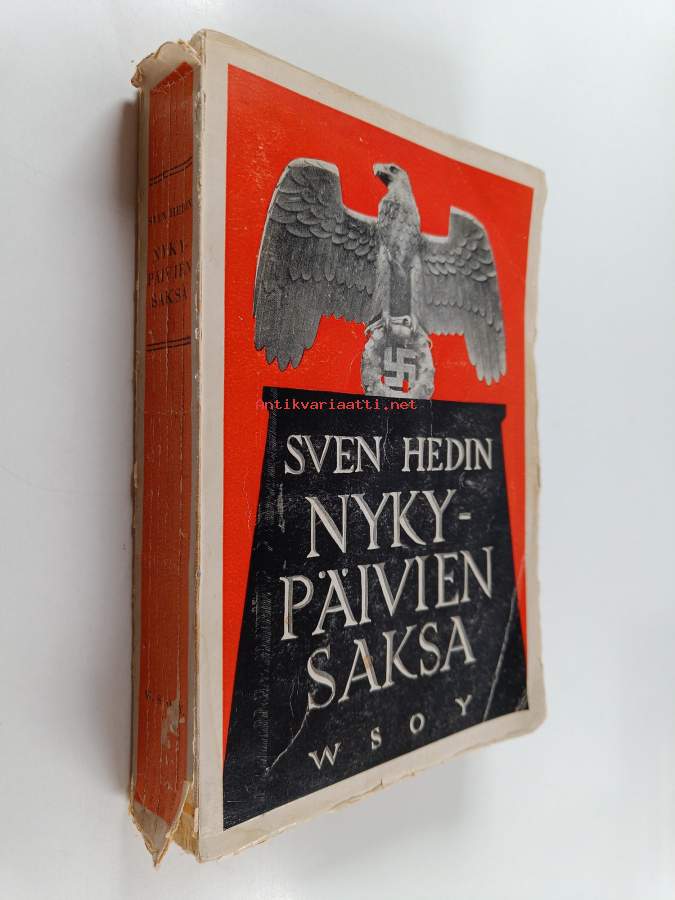 SVEN HEDIN
NYKY-
PÄIVIEN
SAKSA
W.S.O.Y.
antikvariaatti.net
SVEN HEDIN
NYKY-
PÄIVIEN
SAKSA
WSOY